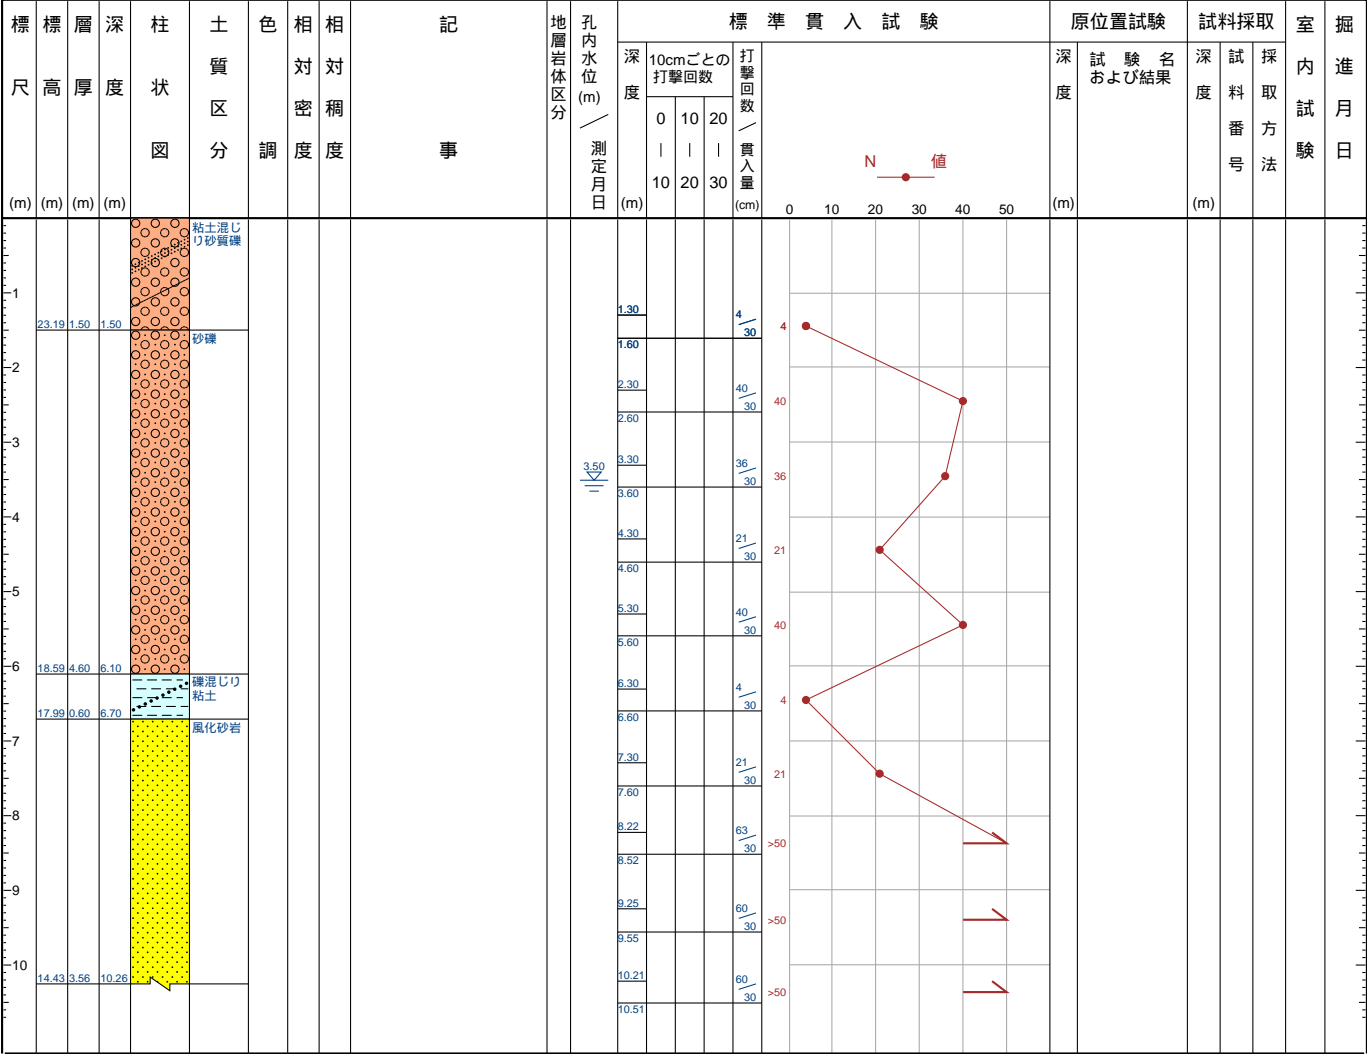 標尺(m)
標高(m)
層厚(m)
深度(m)
柱状図
土質区分
色調
相対密度
相対稠度
記事
地層岩体区分
孔内水位(m)／測定月日
標準貫入試験
深度(m)
10cmごとの
打撃回数
0 10 20
| | |
10 20 30
打撃回数／貫入量(cm)
N 値
0 10 20 30 40 50
原位置試験
深度(m)
試験名
および結果
試料採取
深度(m)
試料番号
採取方法
室内試験
掘進月日
粘土混じ
り砂質礫
1
1.30 4
23.19 1.50 1.50
30 4
砂礫
1.60
2
2.30 40
30 40
2.60
3
3.30 36
3.50
30 36
3.60
4
4.30 21
30 21
4.60
5
5.30 40
30 40
5.60
6
18.59 4.60 6.10
礫混じり
粘土
6.30 4
30 4
17.99 0.60 6.70
6.60
風化砂岩
7
7.30 21
30 21
7.60
8
8.22 63
30 >50
8.52
9
9.25 60
30 >50
9.55
10
14.43 3.56 10.26
10.21 60
30 >50
10.51